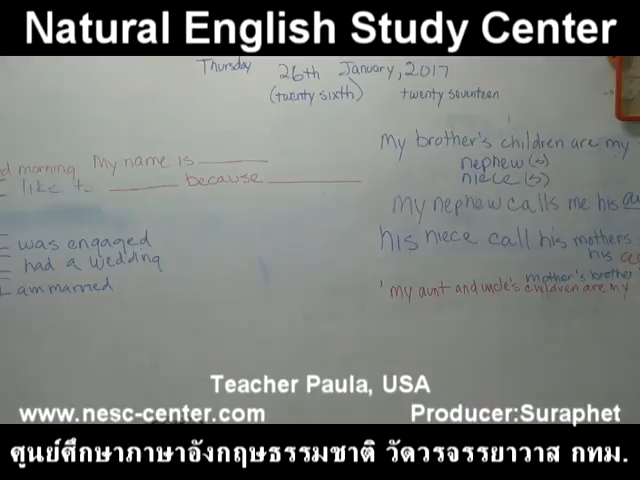 Natural English Study Center
Thursday 26th January, 2017
(twenty sixth) twenty seventeen
morning My name is
I like to because
I was engaged
I had a wedding
I am married
My brother's children are my
nephew (s)
niece (s)
My nephew calls me his
his niece call his mothers
his
mother's brother
my aunt and uncle's children are my
Teacher Paula, USA
www.nesc-center.com Producer:Suraphet
ศูนย์ศึกษาภาษาอังกฤษธรรมชาติ วัดวรจรรยาวาส กทม.